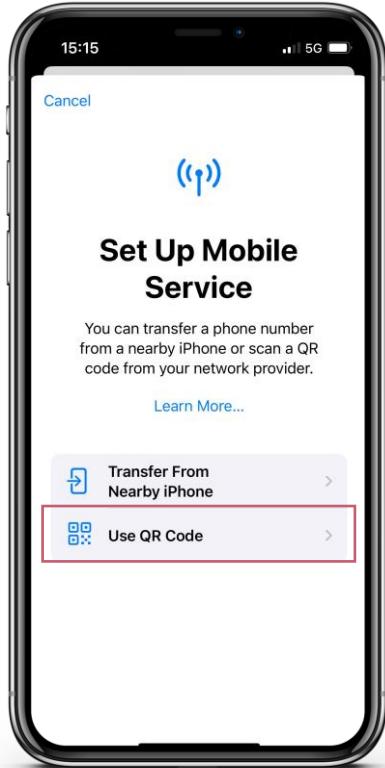 15:15 5G
Cancel
Set Up Mobile
Service
You can transfer a phone number
from a nearby iPhone or scan a QR
code from your network provider.
Learn More...
Transfer From
Nearby iPhone
Use QR Code